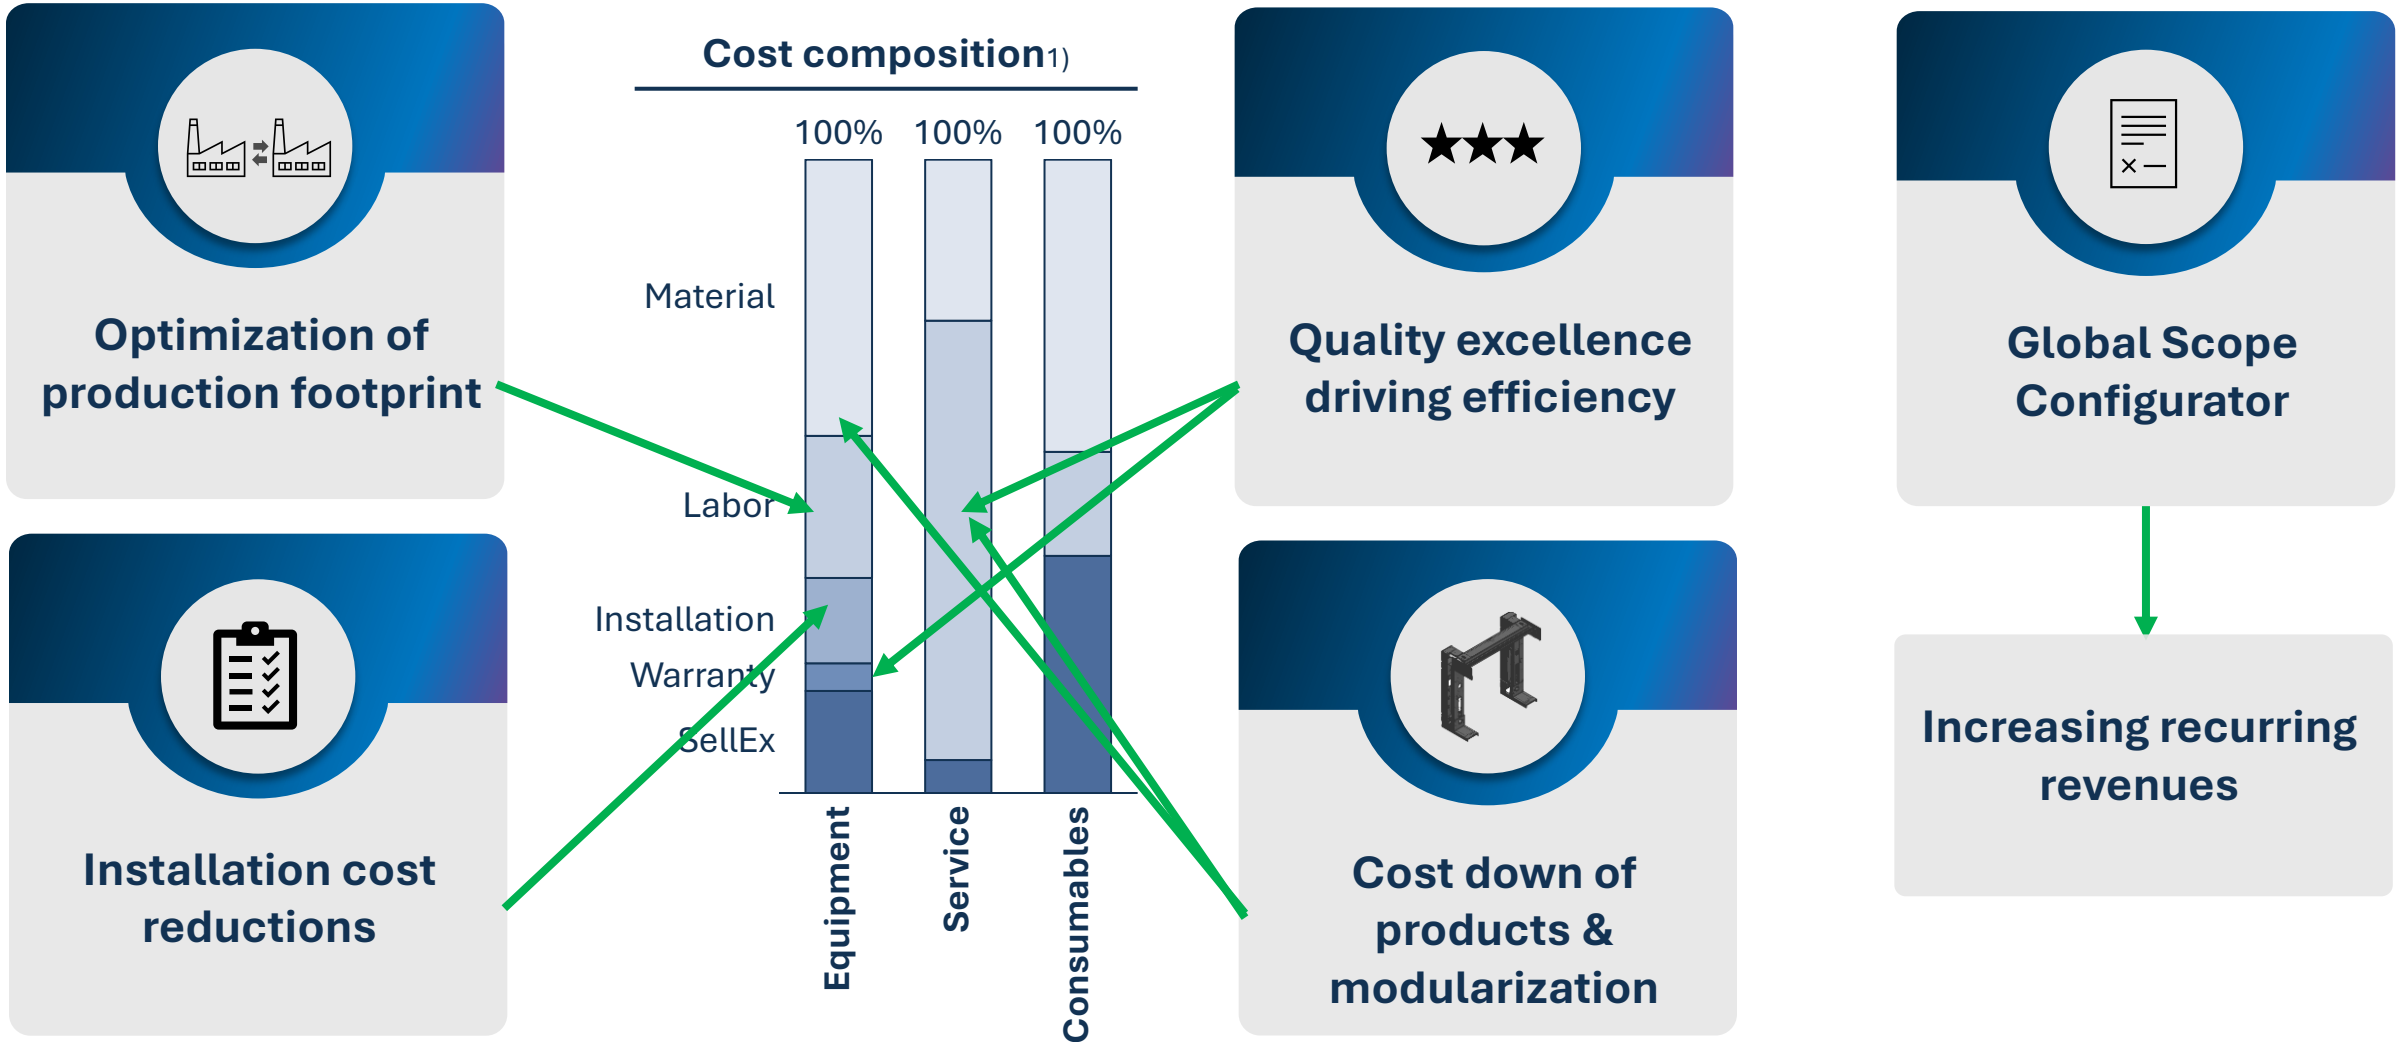 Optimization of
production footprint
Installation cost
reductions
Cost composition1)
100% 100% 100%
Material
Labor
Installation
Warranty
SellEx
Equipment
Service
Consumables
Quality excellence
driving efficiency
Cost down of
products &
modularization
Global Scope
Configurator
Increasing recurring
revenues